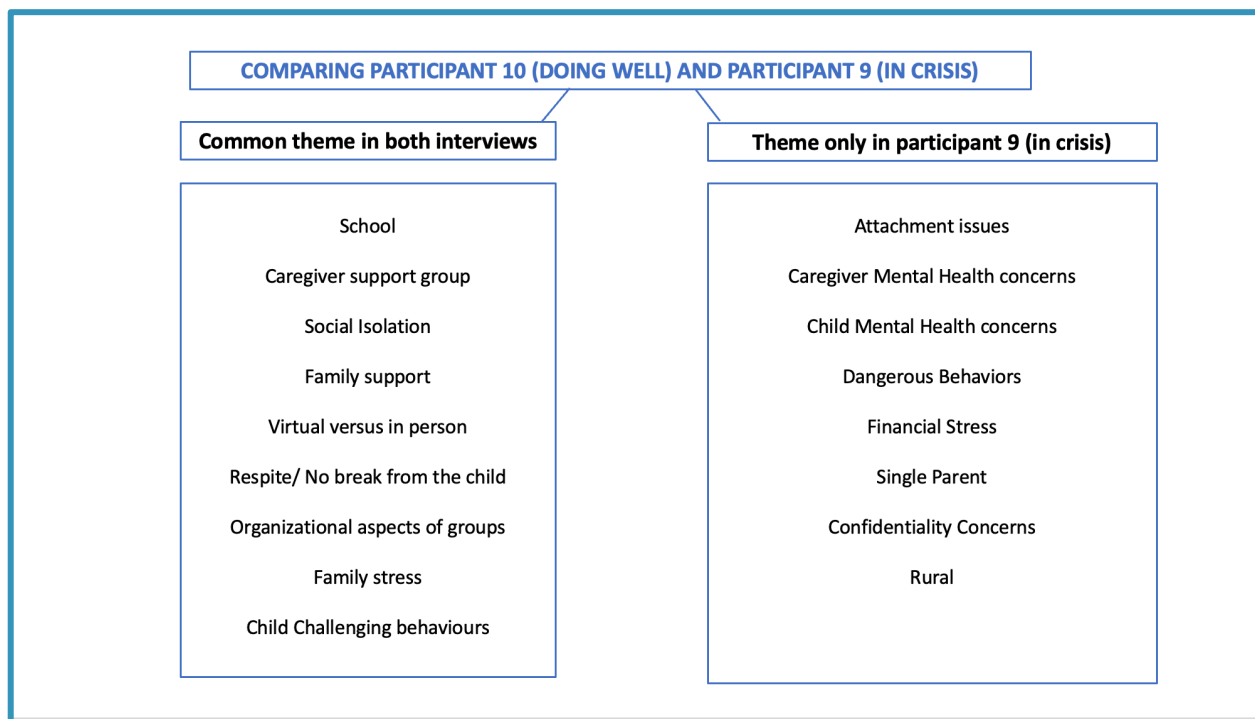 COMPARING PARTICIPANT 10 (DOING WELL) AND PARTICIPANT 9 (IN CRISIS)
Common theme in both interviews
School
Caregiver support group
Social Isolation
Family support
Virtual versus in person
Respite/ No break from the child
Organizational aspects of groups
Family stress
Child Challenging behaviours
Theme only in participant 9 (in crisis)
Attachment issues
Caregiver Mental Health concerns
Child Mental Health concerns
Dangerous Behaviors
Financial Stress
Single Parent
Confidentiality Concerns
Rural